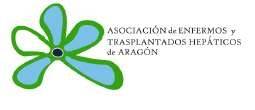 ASOCIACIÓN de ENFERMOS y
TRASPLANTADOS HEPÁTICOS
de ARAGÓN